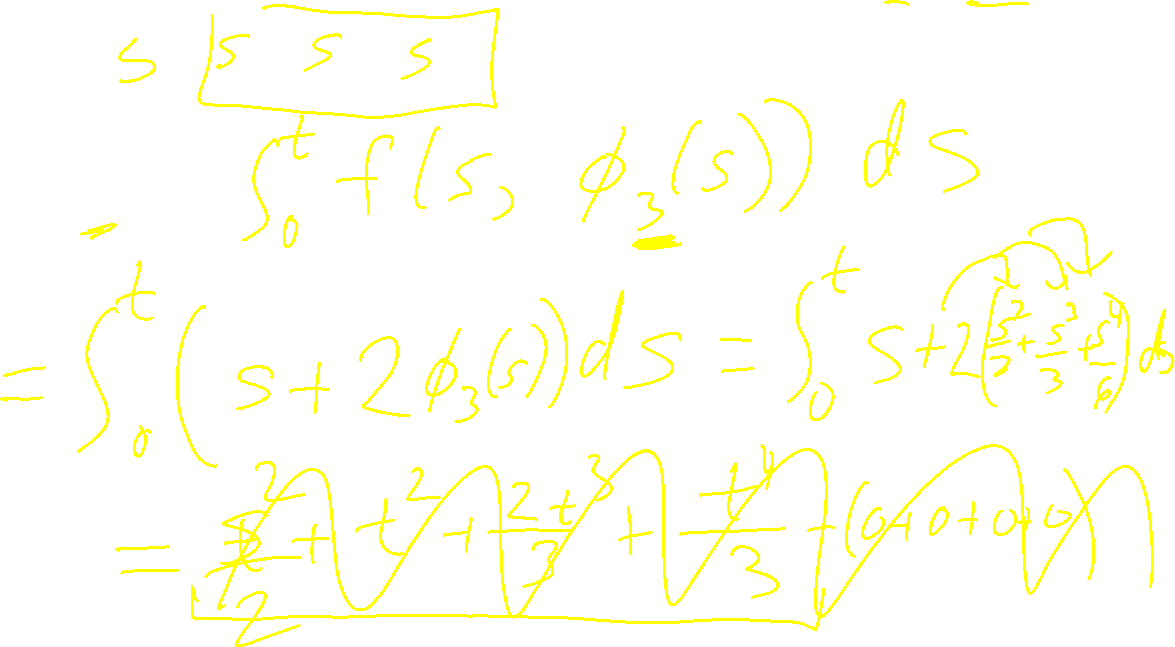 s s s s
∫₀ᵗ f(s, ϕ₃(s)) ds
= ∫₀ᵗ (s + 2ϕ₃(s)) ds = ∫₀ᵗ s + 2(s²/2 + s³/3 + s⁴/6) ds
= t²/2 + t² + 2t³/3 + t⁴/3 - (0+0+0+0)